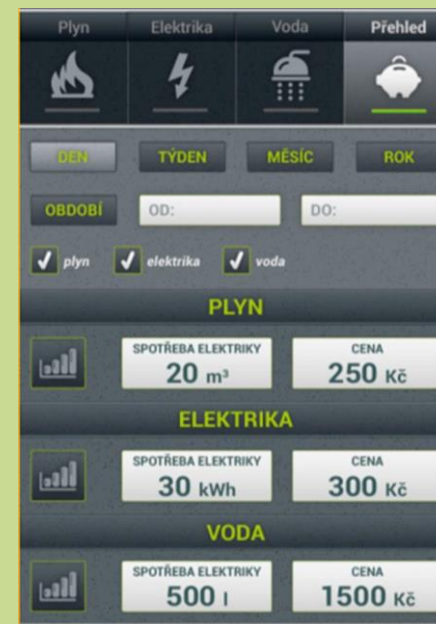 Plyn Elektrika Voda Přehled
DEN TÝDEN MĚSÍC ROK
OBDOBÍ OD: DO:
plyn elektrika voda
PLYN
SPOTŘEBA ELEKTRIKY CENA
20 m³ 250 Kč
ELEKTRIKA
SPOTŘEBA ELEKTRIKY CENA
30 kWh 300 Kč
VODA
SPOTŘEBA ELEKTRIKY CENA
500 l 1500 Kč